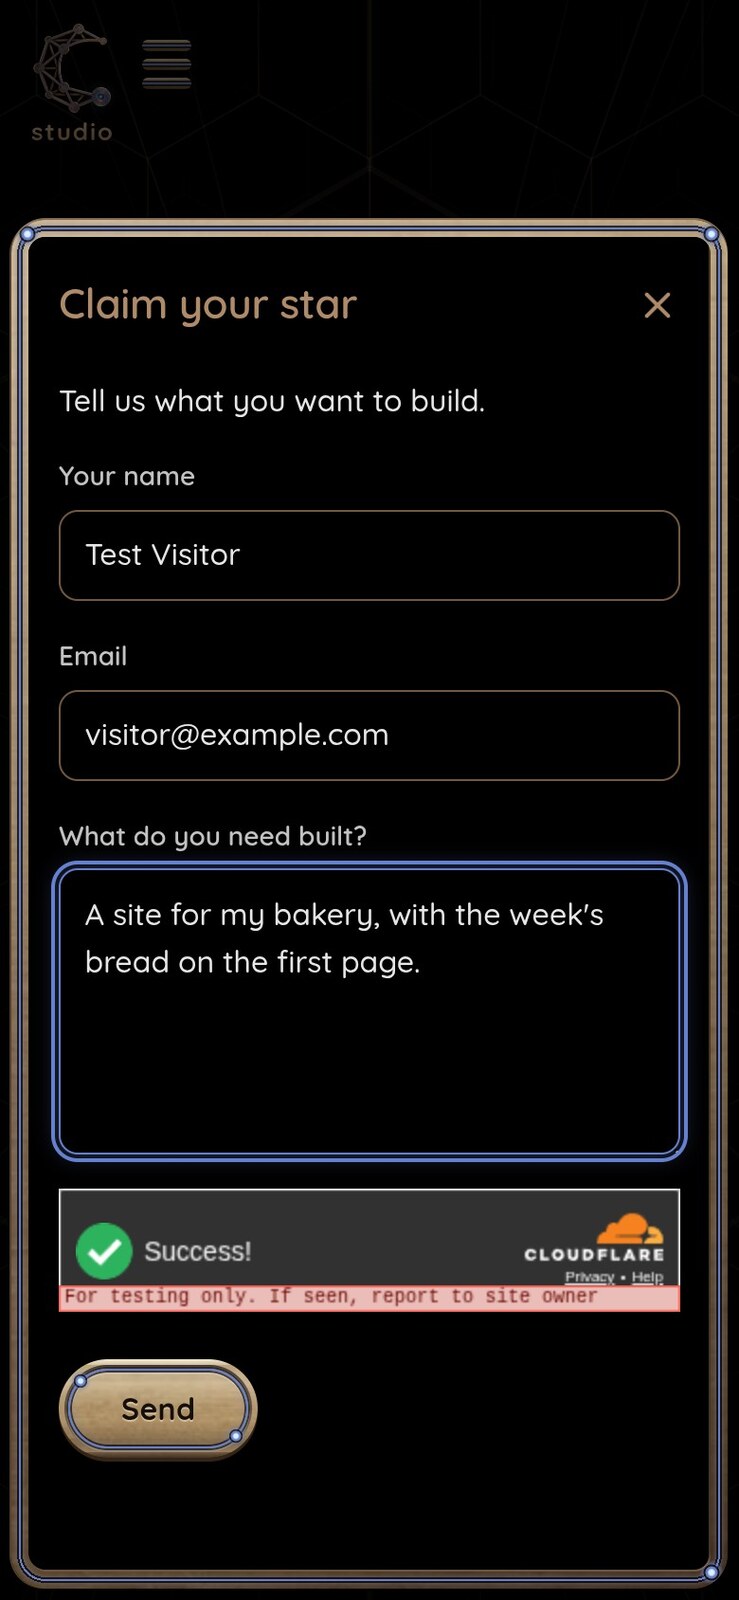 studio
Claim your star
Tell us what you want to build.
Your name
Test Visitor
Email
visitor@example.com
What do you need built?
A site for my bakery, with the week's
bread on the first page.
Success!
CLOUDFLARE
Privacy • Help
For testing only. If seen, report to site owner
Send